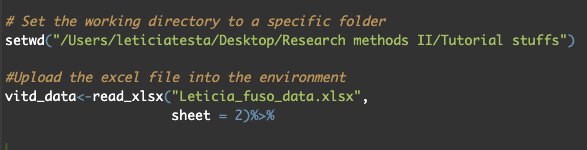 # Set the working directory to a specific folder
setwd("/Users/leticiatesta/Desktop/Research methods II/Tutorial stuffs")
#Upload the excel file into the environment
vitd_data<-read_xlsx("Leticia_fuso_data.xlsx",
sheet = 2)%>%